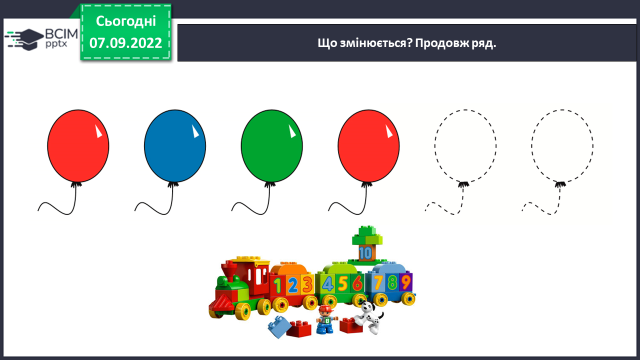 Сьогодні
07.09.2022
BCIM
pptx
Що змінюється? Продовж ряд.
10
1 2 3 4 5 6 7 8 9